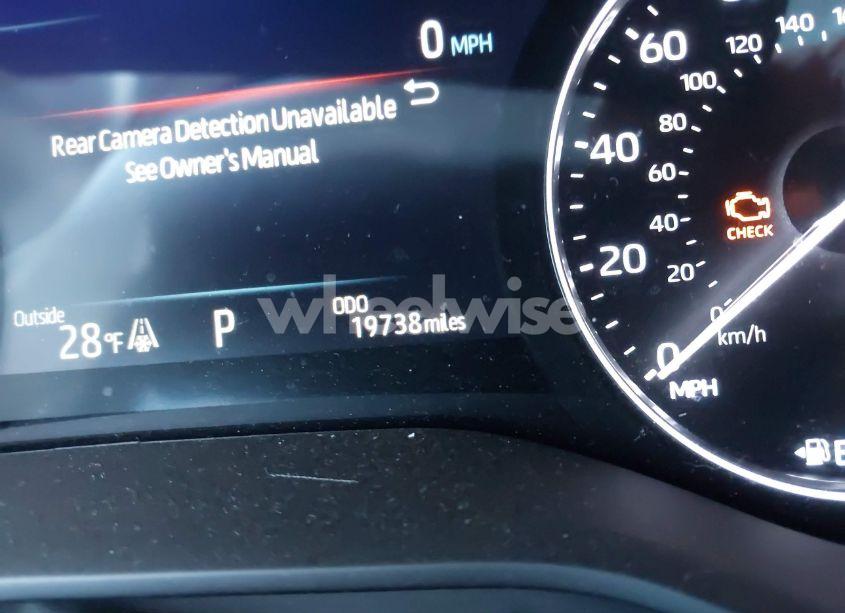 0 MPH
Rear Camera Detection Unavailable
See Owner's Manual
Outside
28°F
P
ODO
19738 miles
wheelwise
60
40
20
0
MPH
140
120
100
80
60
40
20
0
km/h
CHECK
E